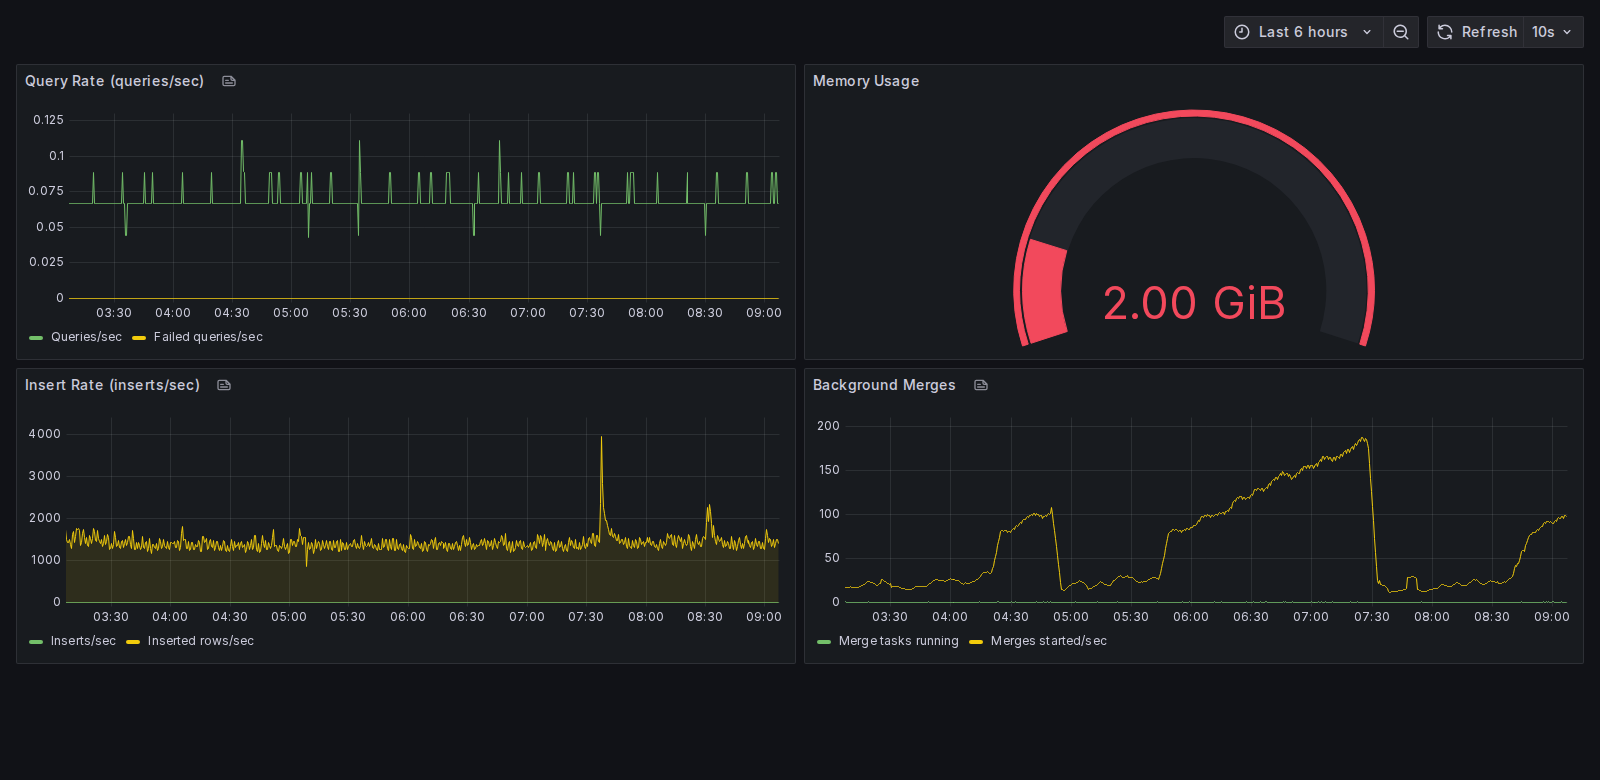 Last 6 hours Refresh 10s
Query Rate (queries/sec)
0.125
0.1
0.075
0.05
0.025
0
03:30 04:00 04:30 05:00 05:30 06:00 06:30 07:00 07:30 08:00 08:30 09:00
Queries/sec Failed queries/sec
Memory Usage
2.00 GiB
Insert Rate (inserts/sec)
4000
3000
2000
1000
0
03:30 04:00 04:30 05:00 05:30 06:00 06:30 07:00 07:30 08:00 08:30 09:00
Inserts/sec Inserted rows/sec
Background Merges
200
150
100
50
0
03:30 04:00 04:30 05:00 05:30 06:00 06:30 07:00 07:30 08:00 08:30 09:00
Merge tasks running Merges started/sec